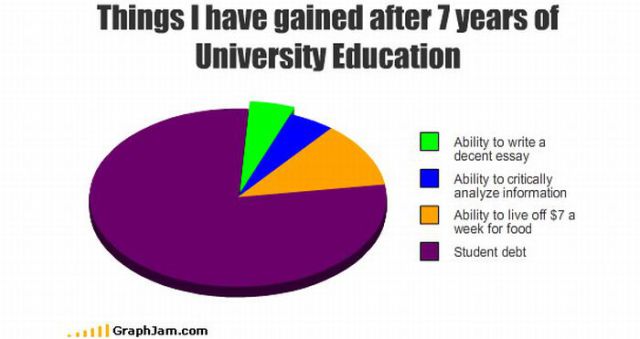 Things I have gained after 7 years of
University Education
Ability to write a
decent essay
Ability to critically
analyze information
Ability to live off $7 a
week for food
Student debt
GraphJam.com